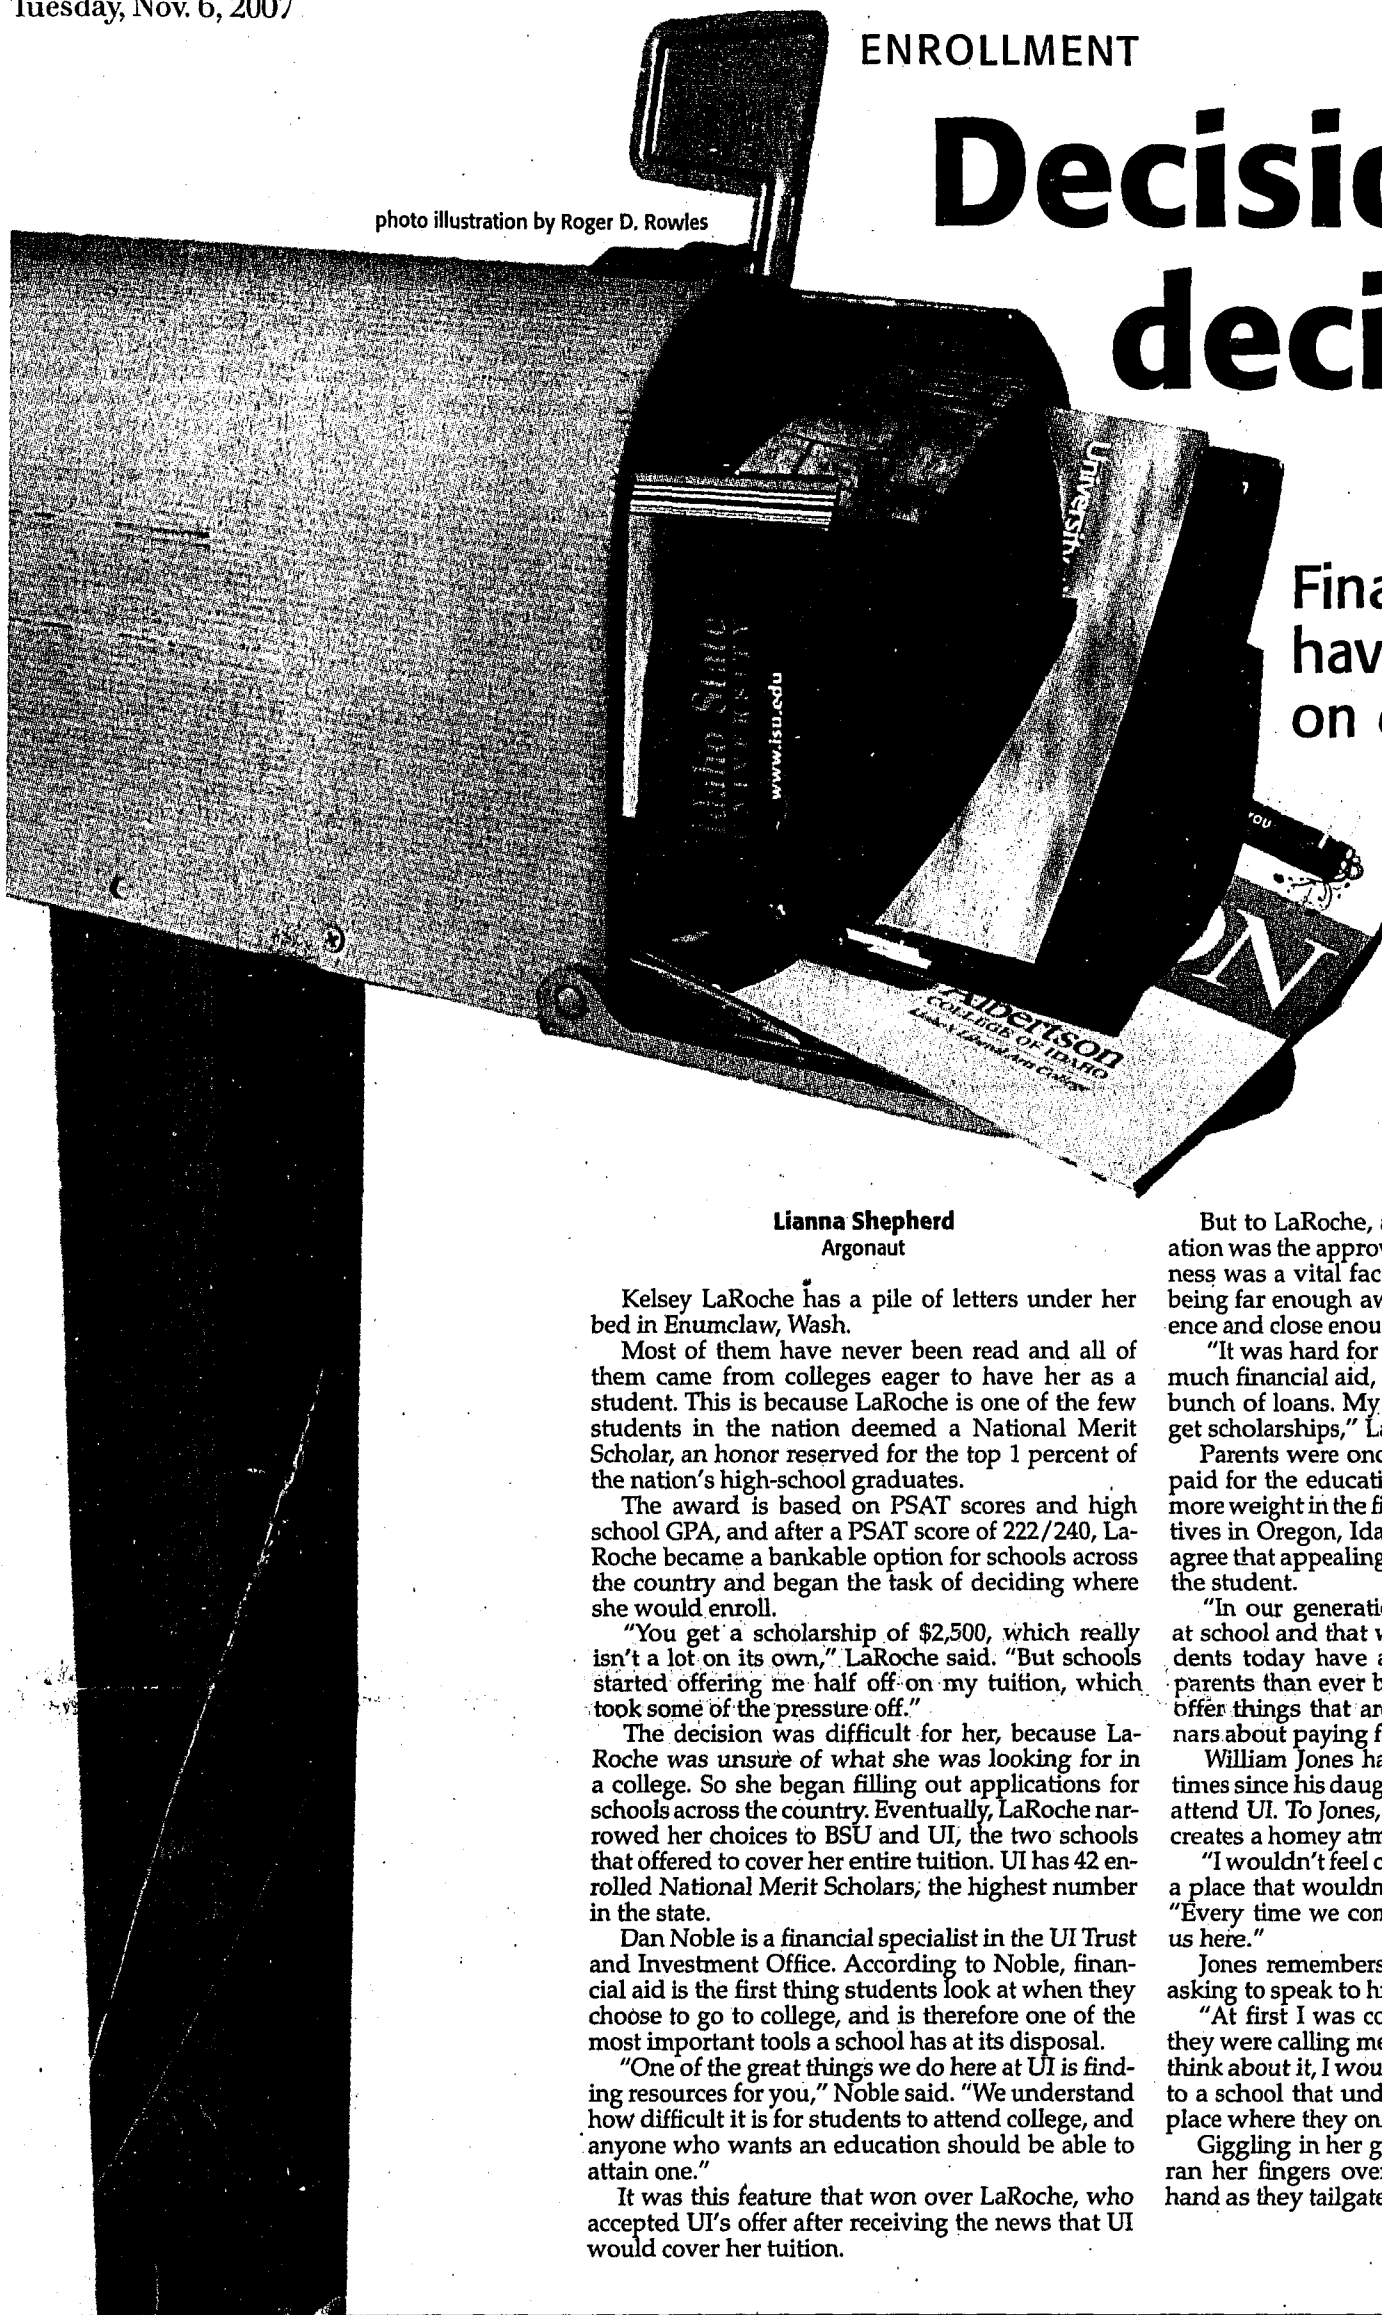 Tuesday, Nov. 6, 2007
ENROLLMENT
photo illustration by Roger D. Rowles
University
Idaho State
UNIVERSITY
www.isu.edu
YOU
ON
Albertson
COLLEGE OF IDAHO
Idaho's Liberal Arts College
Lianna Shepherd
Argonaut
Kelsey LaRoche has a pile of letters under her
bed in Enumclaw, Wash.
Most of them have never been read and all of
them came from colleges eager to have her as a
student. This is because LaRoche is one of the few
students in the nation deemed a National Merit
Scholar, an honor reserved for the top 1 percent of
the nation's high-school graduates.
The award is based on PSAT scores and high
school GPA, and after a PSAT score of 222/240, La-
Roche became a bankable option for schools across
the country and began the task of deciding where
she would enroll.
"You get a scholarship of $2,500, which really
isn't a lot on its own," LaRoche said. "But schools
started offering me half off on my tuition, which
took some of the pressure off."
The decision was difficult for her, because La-
Roche was unsure of what she was looking for in
a college. So she began filling out applications for
schools across the country. Eventually, LaRoche nar-
rowed her choices to BSU and UI, the two schools
that offered to cover her entire tuition. UI has 42 en-
rolled National Merit Scholars, the highest number
in the state.
Dan Noble is a financial specialist in the UI Trust
and Investment Office. According to Noble, finan-
cial aid is the first thing students look at when they
choose to go to college, and is therefore one of the
most important tools a school has at its disposal.
"One of the great things we do here at UI is find-
ing resources for you," Noble said. "We understand
how difficult it is for students to attend college, and
anyone who wants an education should be able to
attain one."
It was this feature that won over LaRoche, who
accepted UI's offer after receiving the news that UI
would cover her tuition.
Decisi
deci
Fina
hav
on
But to LaRoche,
ation was the appro
ness was a vital fac
being far enough aw
ence and close enou
"It was hard for
much financial aid,
bunch of loans. My
get scholarships," La
Parents were onc
paid for the educati
more weight in the fi
tives in Oregon, Ida
agree that appealing
the student.
"In our generati
at school and that w
dents today have a
parents than ever b
offer things that ar
nars about paying f
William Jones ha
times since his daug
attend UI. To Jones,
creates a homey atm
"I wouldn't feel c
a place that wouldn
"Every time we com
us here."
Jones remembers
asking to speak to h
"At first I was co
they were calling me
think about it, I wou
to a school that und
place where they on
Giggling in her g
ran her fingers over
hand as they tailgate